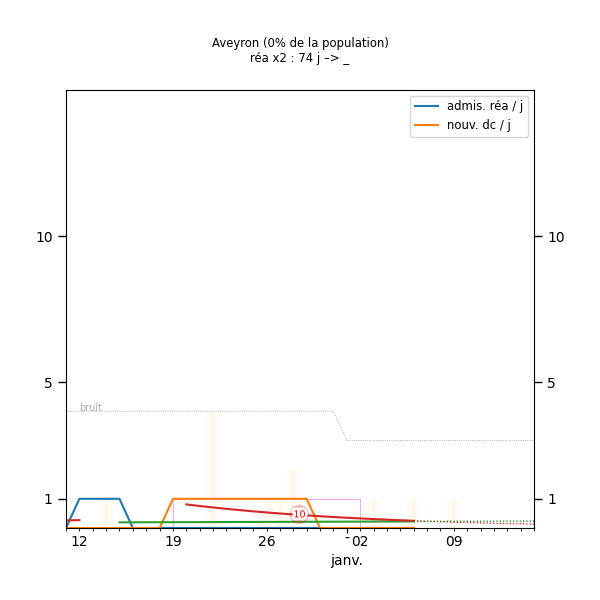 Aveyron (0% de la population)
réa x2 : 74 j –> _
admis. réa / j
nouv. dc / j
10 10
5 5
bruit
1 1
10
12 19 26 02 09
janv.